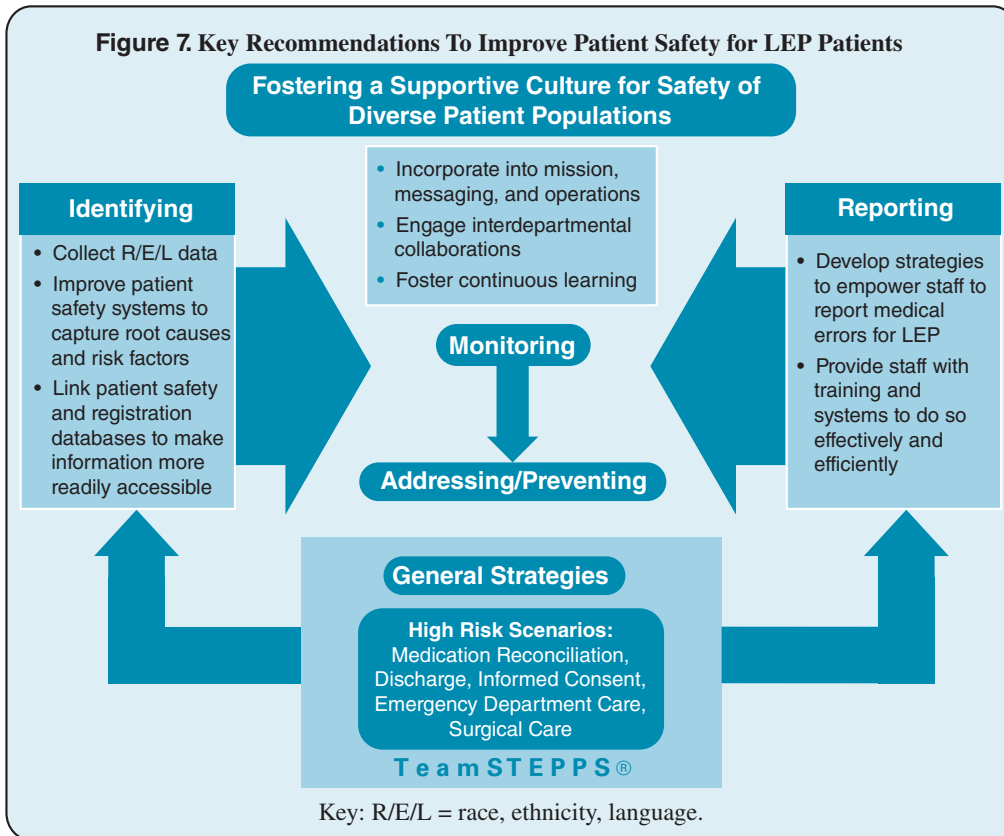 Figure 7. Key Recommendations To Improve Patient Safety for LEP Patients
Fostering a Supportive Culture for Safety of
Diverse Patient Populations
• Incorporate into mission,
messaging, and operations
• Engage interdepartmental
collaborations
• Foster continuous learning
Identifying
• Collect R/E/L data
• Improve patient
safety systems to
capture root causes
and risk factors
• Link patient safety
and registration
databases to make
information more
readily accessible
Monitoring
Addressing/Preventing
Reporting
• Develop strategies
to empower staff to
report medical
errors for LEP
• Provide staff with
training and
systems to do so
effectively and
efficiently
General Strategies
High Risk Scenarios:
Medication Reconciliation,
Discharge, Informed Consent,
Emergency Department Care,
Surgical Care
TeamSTEPPS®
Key: R/E/L = race, ethnicity, language.